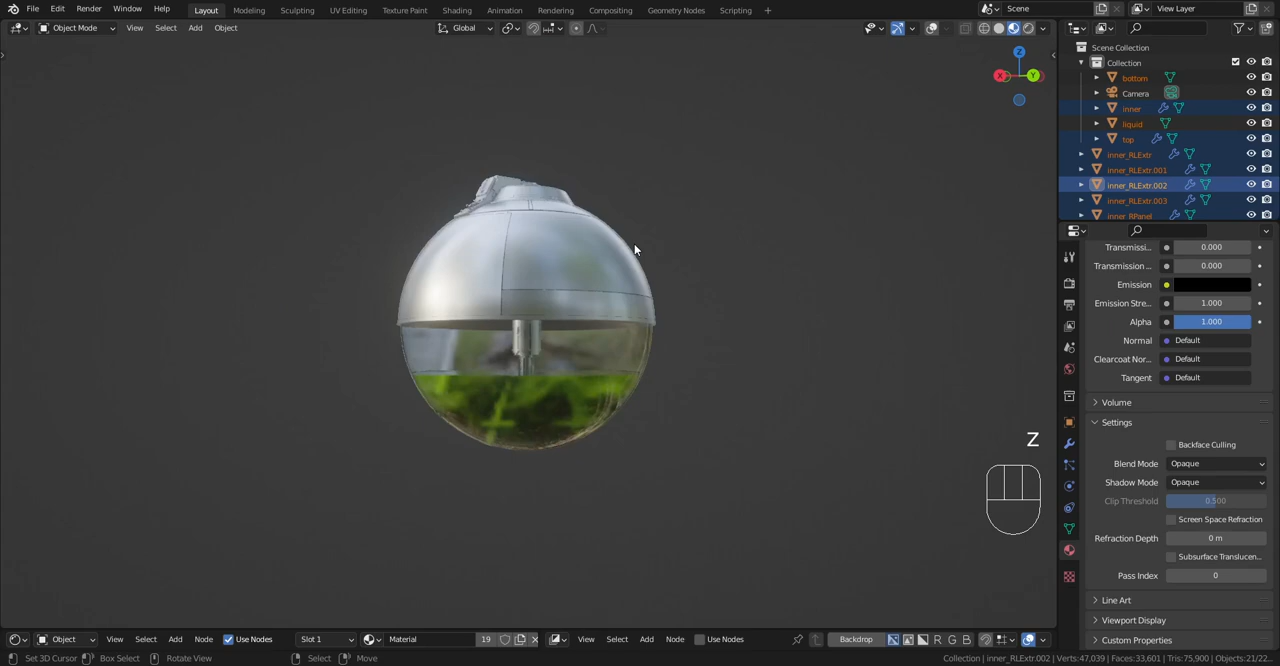 File Edit Render Window Help Layout Modeling Sculpting UV Editing Texture Paint Shading Animation Rendering Compositing Geometry Nodes Scripting + Scene View Layer
Object Mode View Select Add Object Global
Scene Collection
Collection
bottom
Camera
inner
liquid
top
inner_RLExtr
inner_RLExtr.001
inner_RLExtr.002
inner_RLExtr.003
inner_RPanel
X Y Z
Transmissi... 0.000
Transmission ... 0.000
Emission
Emission Stre... 1.000
Alpha 1.000
Normal Default
Clearcoat Nor... Default
Tangent Default
Volume
Settings
Backface Culling
Blend Mode Opaque
Shadow Mode Opaque
Clip Threshold 0.500
Screen Space Refraction
Refraction Depth 0 m
Subsurface Translucen...
Pass Index 0
Line Art
Viewport Display
Custom Properties
Z
Object View Select Add Node Use Nodes Slot 1 Material 19 View Select Add Node Use Nodes Backdrop R G B
Set 3D Cursor Box Select Rotate View Select Move Collection | inner_RLExtr.002 | Verts:47,039 | Faces:33,601 | Tris:75,900 | Objects:21/22...